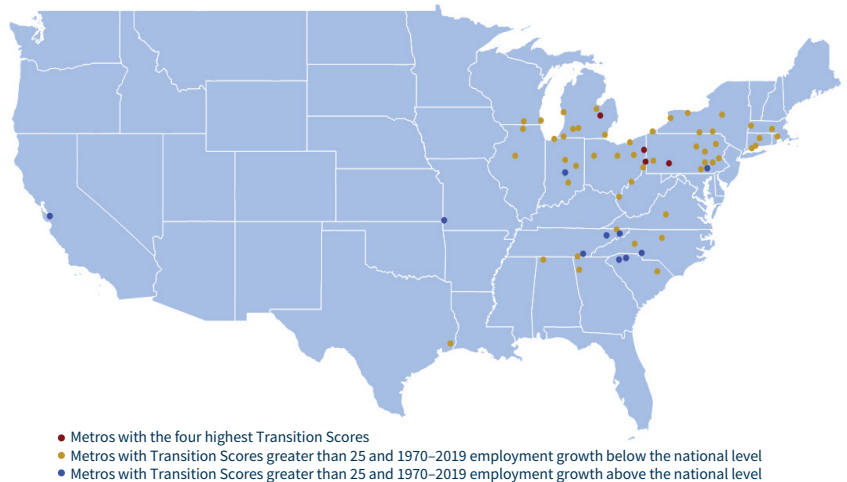 Metros with the four highest Transition Scores
Metros with Transition Scores greater than 25 and 1970–2019 employment growth below the national level
Metros with Transition Scores greater than 25 and 1970–2019 employment growth above the national level